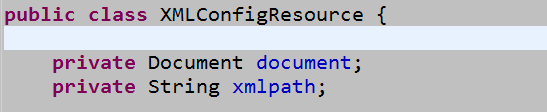 public class XMLConfigResource {
private Document document;
private String xmlpath;